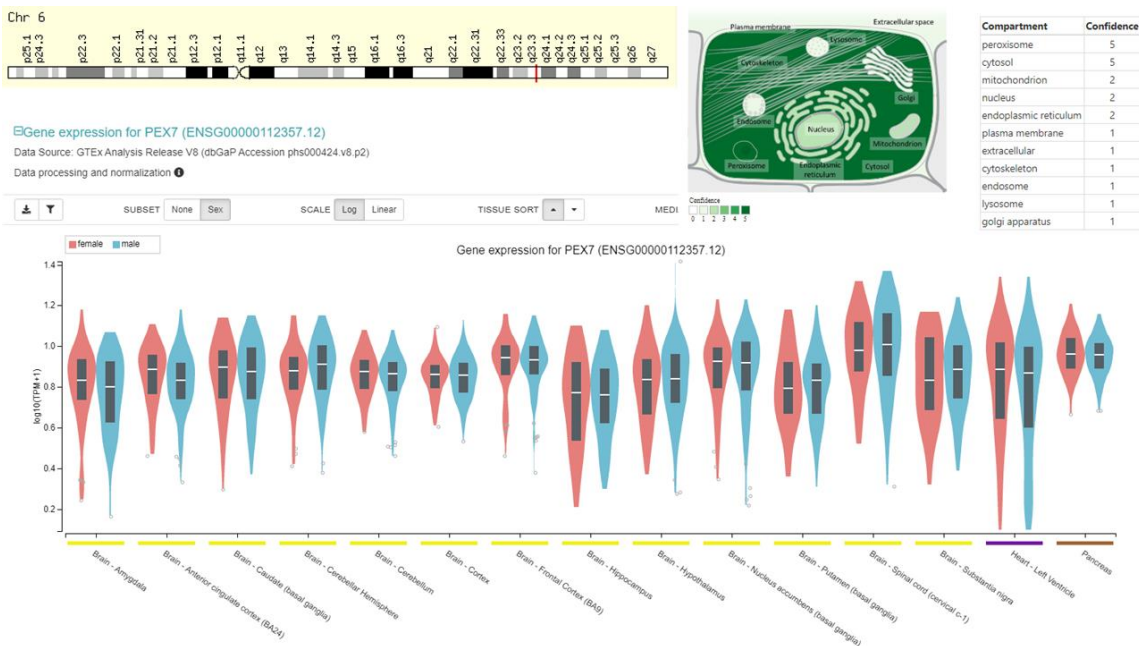 Chr 6
p25.1
p24.3
p22.3
p22.1
p21.31
p21.2
p21.1
p12.3
p12.1
q11.1
q12
q13
q14.1
q14.3
q15
q16.1
q16.3
q21
q22.1
q22.31
q22.33
q23.2
q23.3
q24.1
q24.2
q24.3
q25.1
q25.2
q25.3
q26
q27
Plasma membrane
Extracellular space
Lysosome
Cytoskeleton
Golgi
Endosome
Nucleus
Mitochondrion
Peroxisome
Endoplasmic
reticulum
Cytosol
Confidence
0 1 2 3 4 5
Compartment Confidence
peroxisome 5
cytosol 5
mitochondrion 2
nucleus 2
endoplasmic reticulum 2
plasma membrane 1
extracellular 1
cytoskeleton 1
endosome 1
lysosome 1
golgi apparatus 1
Gene expression for PEX7 (ENSG00000112357.12)
Data Source: GTEx Analysis Release V8 (dbGaP Accession phs000424.v8.p2)
Data processing and normalization
SUBSET None Sex SCALE Log Linear TISSUE SORT MEDI
female male
Gene expression for PEX7 (ENSG00000112357.12)
log10(TPM+1)
1.4
1.2
1.0
0.8
0.6
0.4
0.2
Brain - Amygdala
Brain - Anterior cingulate cortex (BA24)
Brain - Caudate (basal ganglia)
Brain - Cerebellar Hemisphere
Brain - Cerebellum
Brain - Cortex
Brain - Frontal Cortex (BA9)
Brain - Hippocampus
Brain - Hypothalamus
Brain - Nucleus accumbens (basal ganglia)
Brain - Putamen (basal ganglia)
Brain - Spinal cord (cervical c-1)
Brain - Substantia nigra
Heart - Left Ventricle
Pancreas